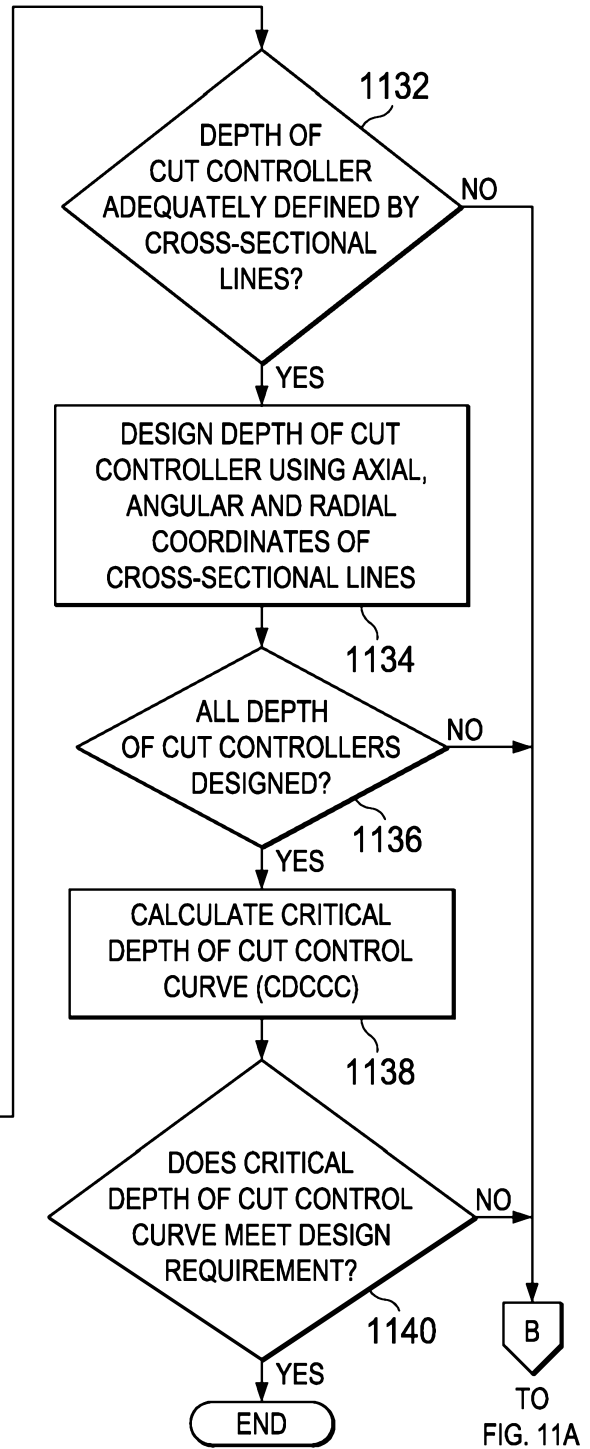 1132
DEPTH OF
CUT CONTROLLER
ADEQUATELY DEFINED BY
CROSS-SECTIONAL
LINES?
NO
YES
DESIGN DEPTH OF CUT
CONTROLLER USING AXIAL,
ANGULAR AND RADIAL
COORDINATES OF
CROSS-SECTIONAL LINES
1134
ALL DEPTH
OF CUT CONTROLLERS
DESIGNED?
NO
1136
YES
CALCULATE CRITICAL
DEPTH OF CUT CONTROL
CURVE (CDCCC)
1138
DOES CRITICAL
DEPTH OF CUT CONTROL
CURVE MEET DESIGN
REQUIREMENT?
NO
1140
YES
END
B
TO
FIG. 11A